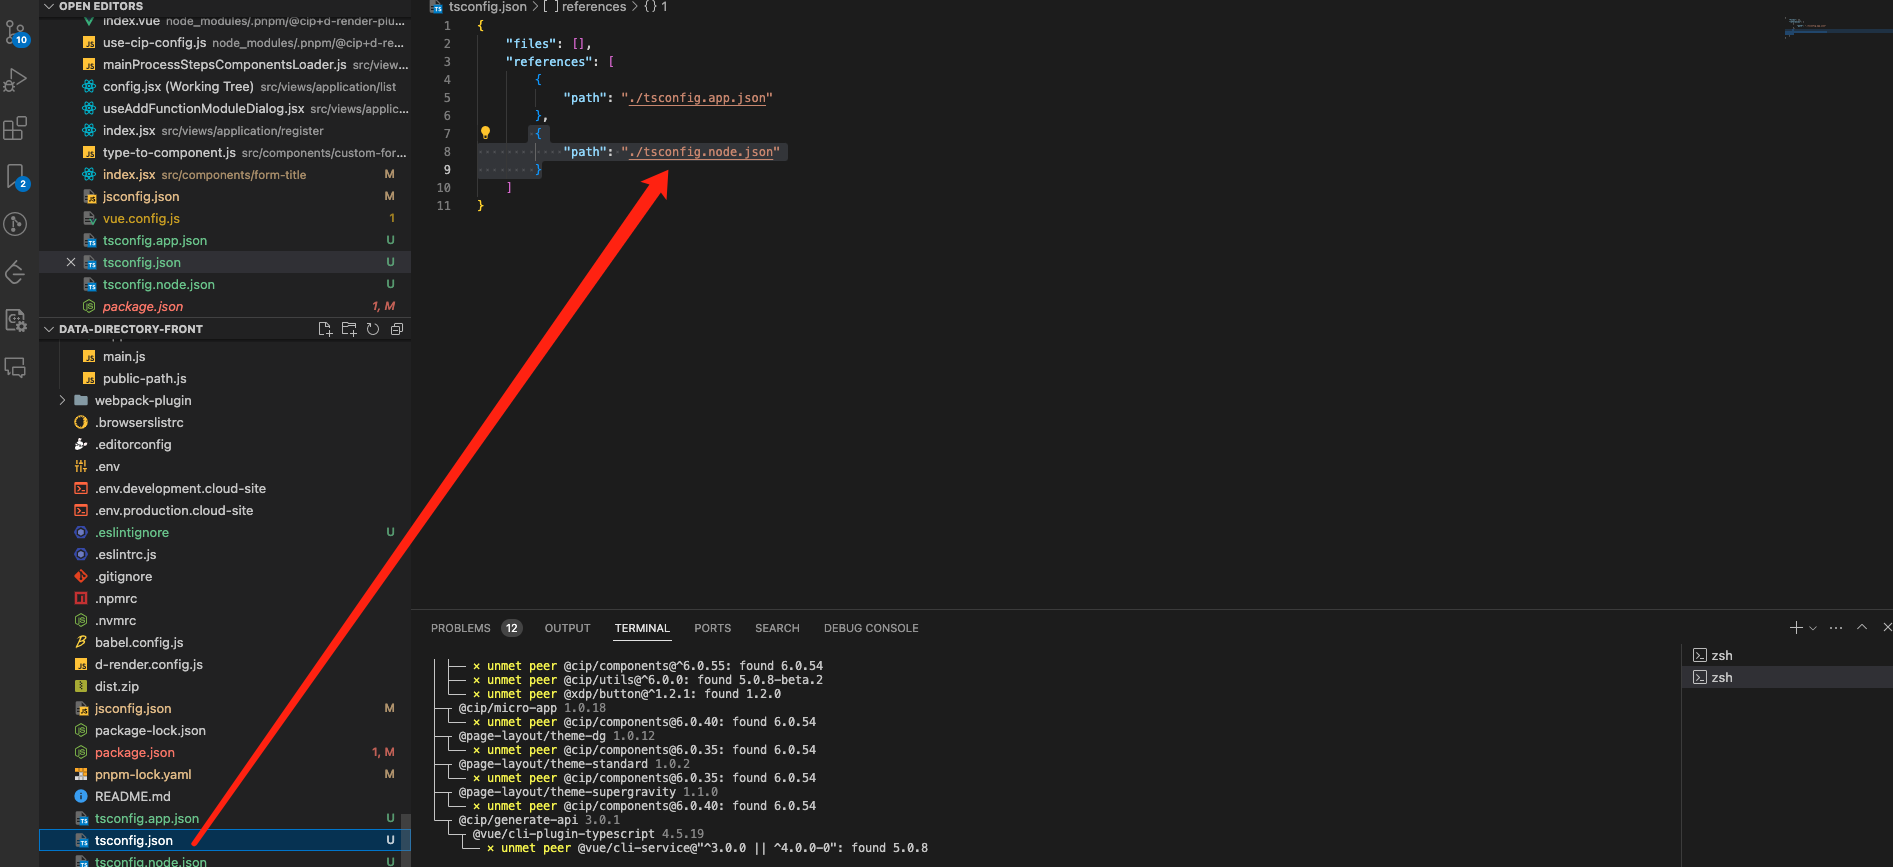 OPEN EDITORS
index.vue node_modules/.pnpm/@cip+d-render-plu...
use-cip-config.js node_modules/.pnpm/@cip+d-re...
mainProcessStepsComponentsLoader.js src/view...
config.jsx (Working Tree) src/views/application/list
useAddFunctionModuleDialog.jsx src/views/applic...
index.jsx src/views/application/register
type-to-component.js src/components/custom-for...
index.jsx src/components/form-title M
jsconfig.json M
vue.config.js 1
tsconfig.app.json U
tsconfig.json U
tsconfig.node.json U
package.json 1, M
10
2
DATA-DIRECTORY-FRONT
main.js
public-path.js
webpack-plugin
.browserslistrc
.editorconfig
.env
.env.development.cloud-site
.env.production.cloud-site
.eslintignore U
.eslintrc.js
.gitignore
.npmrc
.nvmrc
babel.config.js
d-render.config.js
dist.zip
jsconfig.json M
package-lock.json
package.json 1, M
pnpm-lock.yaml M
README.md
tsconfig.app.json U
tsconfig.json U
tsconfig.node.json U
tsconfig.json > [ ] references > {} 1
1 {
2 "files": [],
3 "references": [
4 {
5 "path": "./tsconfig.app.json"
6 },
7 {
8 "path": "./tsconfig.node.json"
9 }
10 ]
11 }
PROBLEMS 12 OUTPUT TERMINAL PORTS SEARCH DEBUG CONSOLE
× unmet peer @cip/components@^6.0.55: found 6.0.54
× unmet peer @cip/utils@^6.0.0: found 5.0.8-beta.2
× unmet peer @xdp/button@^1.2.1: found 1.2.0
@cip/micro-app 1.0.18
× unmet peer @cip/components@6.0.40: found 6.0.54
@page-layout/theme-dg 1.0.12
× unmet peer @cip/components@6.0.35: found 6.0.54
@page-layout/theme-standard 1.0.2
× unmet peer @cip/components@6.0.35: found 6.0.54
@page-layout/theme-supergravity 1.1.0
× unmet peer @cip/components@6.0.40: found 6.0.54
@cip/generate-api 3.0.1
@vue/cli-plugin-typescript 4.5.19
× unmet peer @vue/cli-service@"^3.0.0 || ^4.0.0-0": found 5.0.8
zsh
zsh